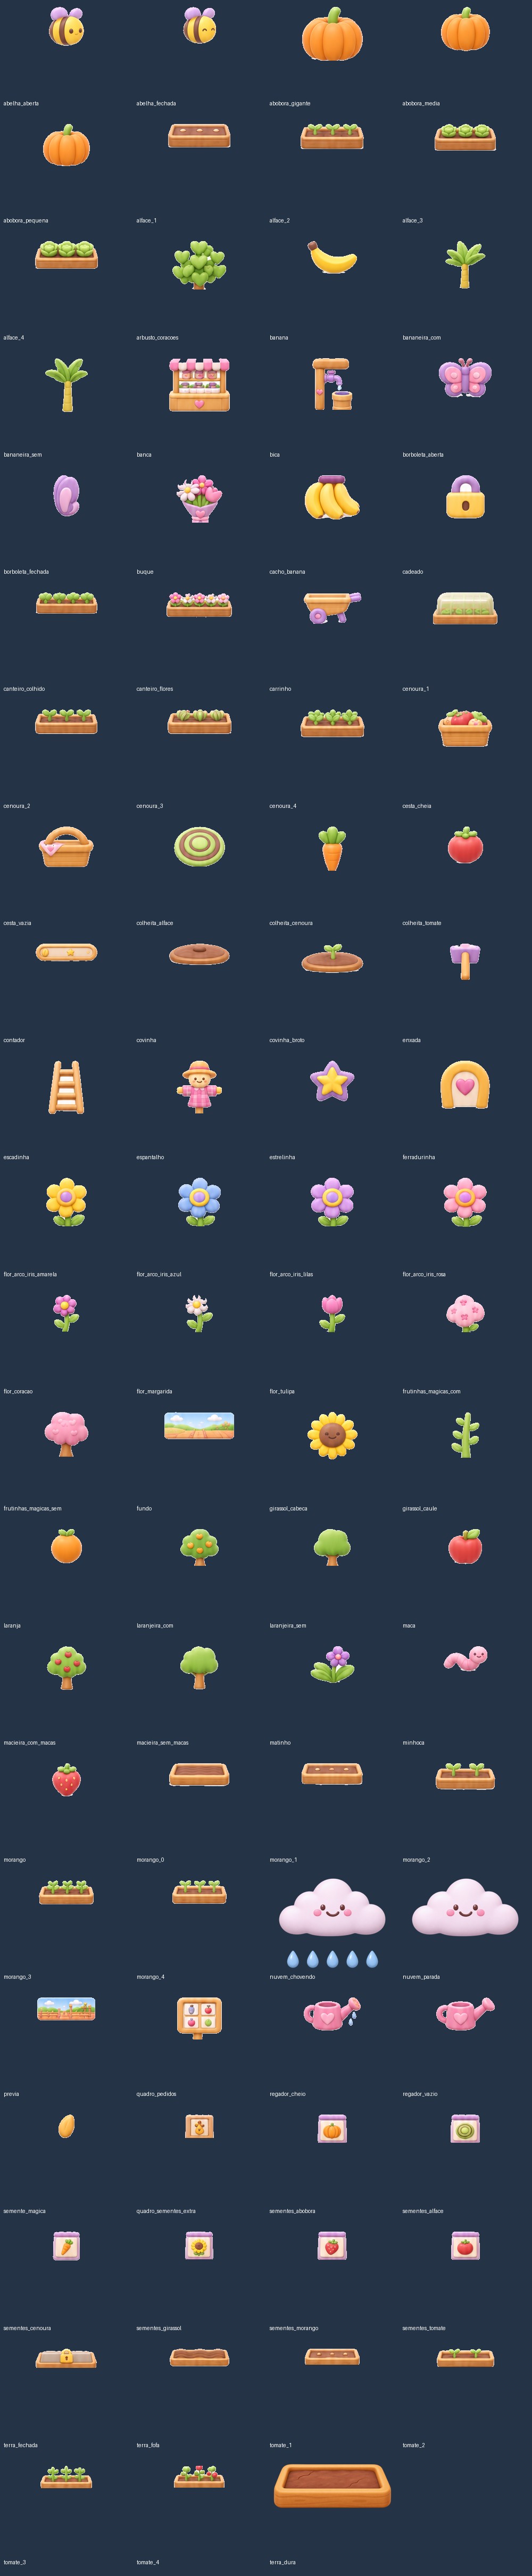 abelha_aberta
abelha_fechada
abobora_gigante
abobora_media
abobora_pequena
alface_1
alface_2
alface_3
alface_4
arbusto_coracoes
banana
bananeira_com
bananeira_sem
banca
bica
borboleta_aberta
borboleta_fechada
buque
cacho_banana
cadeado
canteiro_colhido
canteiro_flores
carrinho
cenoura_1
cenoura_2
cenoura_3
cenoura_4
cesta_cheia
cesta_vazia
colheita_alface
colheita_cenoura
colheita_tomate
contador
covinha
covinha_broto
enxada
escadinha
espantalho
estrelinha
ferradurinha
flor_arco_iris_amarela
flor_arco_iris_azul
flor_arco_iris_lilas
flor_arco_iris_rosa
flor_coracao
flor_margarida
flor_tulipa
frutinhas_magicas_com
frutinhas_magicas_sem
fundo
girassol_cabeca
girassol_caule
laranja
laranjeira_com
laranjeira_sem
maca
macieira_com_macas
macieira_sem_macas
matinho
minhoca
morango
morango_0
morango_1
morango_2
morango_3
morango_4
nuvem_chovendo
nuvem_parada
previa
quadro_pedidos
regador_cheio
regador_vazio
semente_magica
quadro_sementes_extra
sementes_abobora
sementes_alface
sementes_cenoura
sementes_girassol
sementes_morango
sementes_tomate
terra_fechada
terra_fofa
tomate_1
tomate_2
tomate_3
tomate_4
terra_dura